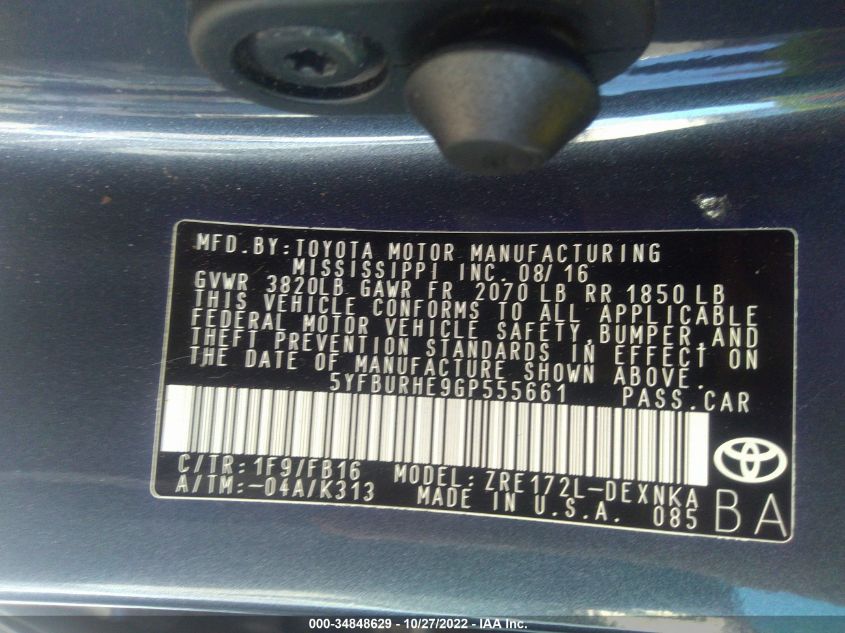 MFD.BY:TOYOTA MOTOR MANUFACTURING
MISSISSIPPI INC. 08/16
GVWR 3820LB GAWR FR 2070 LB RR 1850 LB
THIS VEHICLE CONFORMS TO ALL APPLICABLE
FEDERAL MOTOR VEHICLE SAFETY,BUMPER,AND
THEFT PREVENTION STANDARDS IN EFFECT ON
THE DATE OF MANUFACTURE SHOWN ABOVE.
5YFBURHE9GP555661 PASS.CAR
C/TR:1F9/FB16 MODEL:ZRE172L-DEXNKA
A/TM:-04A/K313 MADE IN U.S.A. 085
BA
000-34848629 - 10/27/2022 - IAA Inc.